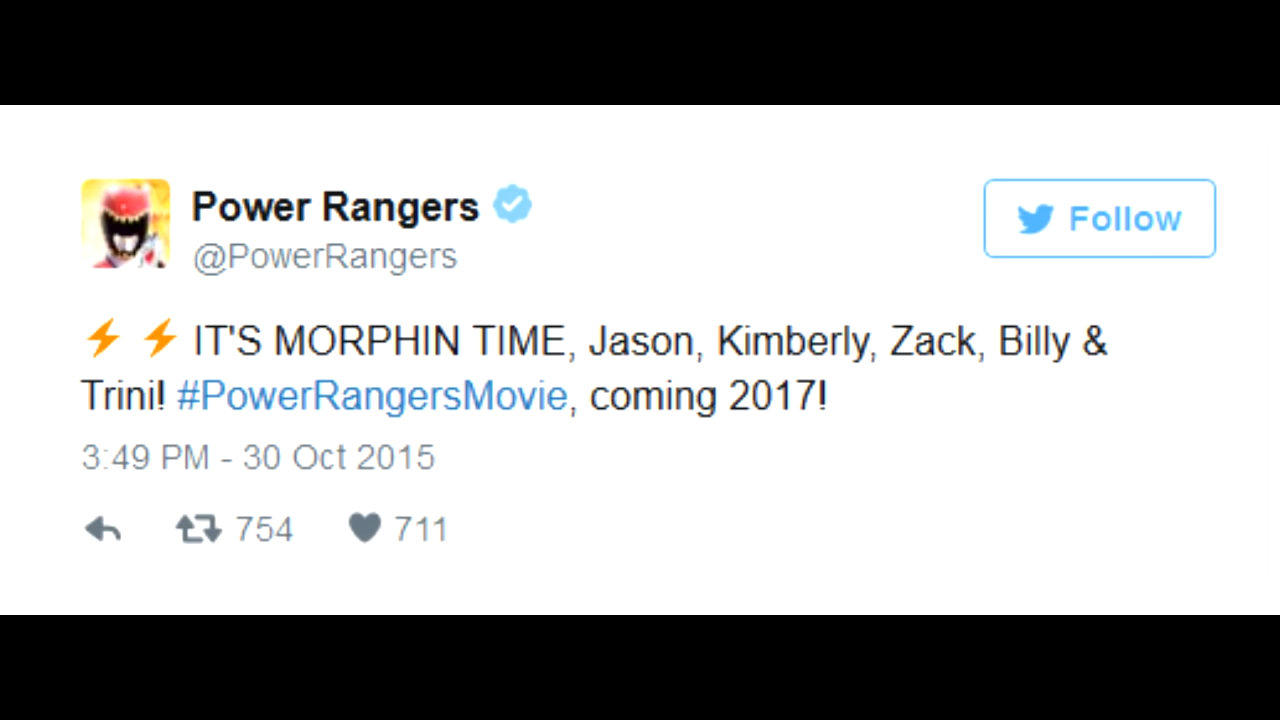 Power Rangers
@PowerRangers
Follow
⚡ ⚡ IT'S MORPHIN TIME, Jason, Kimberly, Zack, Billy &
Trini! #PowerRangersMovie, coming 2017!
3:49 PM - 30 Oct 2015
754 711